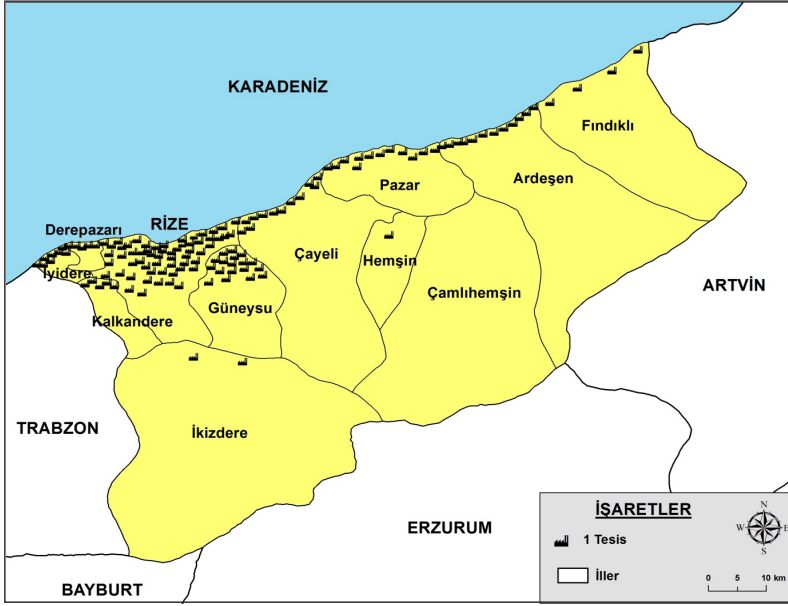 KARADENİZ
Fındıklı
Ardeşen
Pazar
RİZE
Derepazarı
Çayeli
Hemşin
İyidere
ARTVİN
Çamlıhemşin
Güneysu
Kalkandere
TRABZON
İkizdere
ERZURUM
BAYBURT
İŞARETLER
1 Tesis
İller
N
W E
S
0 5 10 km